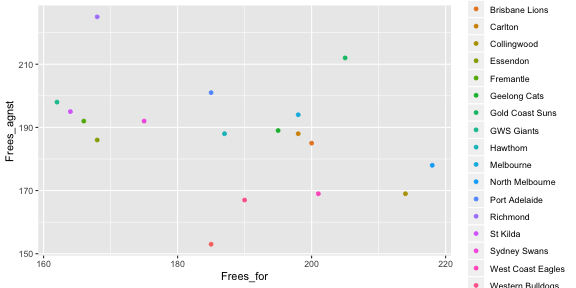 Frees_agnst
210
190
170
150
160
180
200
220
Frees_for
Brisbane Lions
Carlton
Collingwood
Essendon
Fremantle
Geelong Cats
Gold Coast Suns
GWS Giants
Hawthorn
Melbourne
North Melbourne
Port Adelaide
Richmond
St Kilda
Sydney Swans
West Coast Eagles
Western Bulldogs